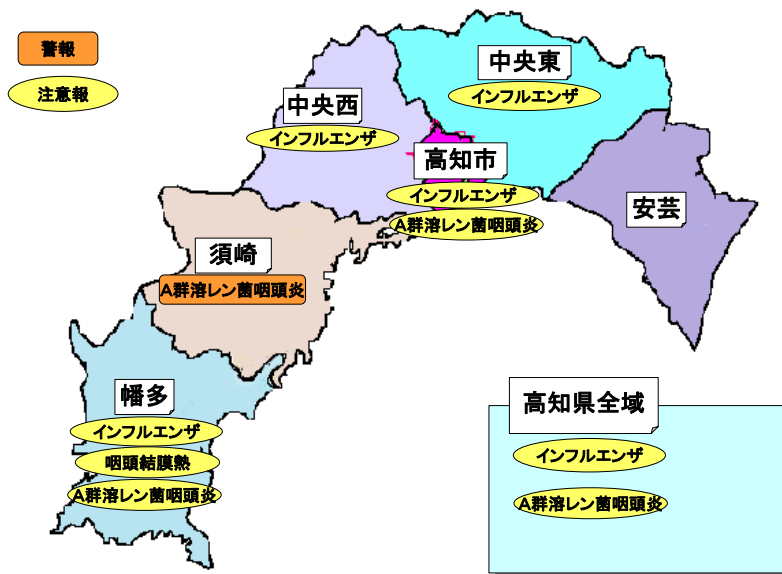 警報
注意報
中央東
インフルエンザ
中央西
インフルエンザ
高知市
インフルエンザ
A群溶レン菌咽頭炎
安芸
須崎
A群溶レン菌咽頭炎
幡多
インフルエンザ
咽頭結膜熱
A群溶レン菌咽頭炎
高知県全域
インフルエンザ
A群溶レン菌咽頭炎